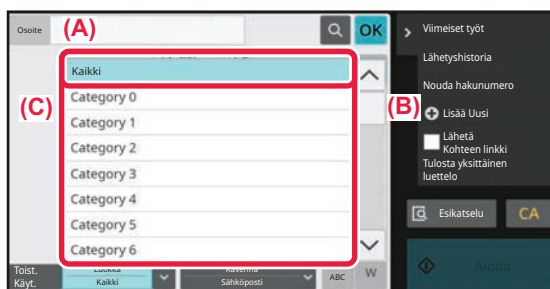 Osoite
(A)
OK
Kaikki
Category 0
Category 1
Category 2
Category 3
Category 4
Category 5
Category 6
(C)
(B)
Viimeiset työt
Lähetyshistoria
Nouda hakunumero
Lisää Uusi
Lähetä
Kohteen linkki
Tulosta yksittäinen
luettelo
Esikatselu
CA
Aloita
Toist.
Käyt.
Luokka
Kaikki
Ravenna
Sähköposti
ABC
W